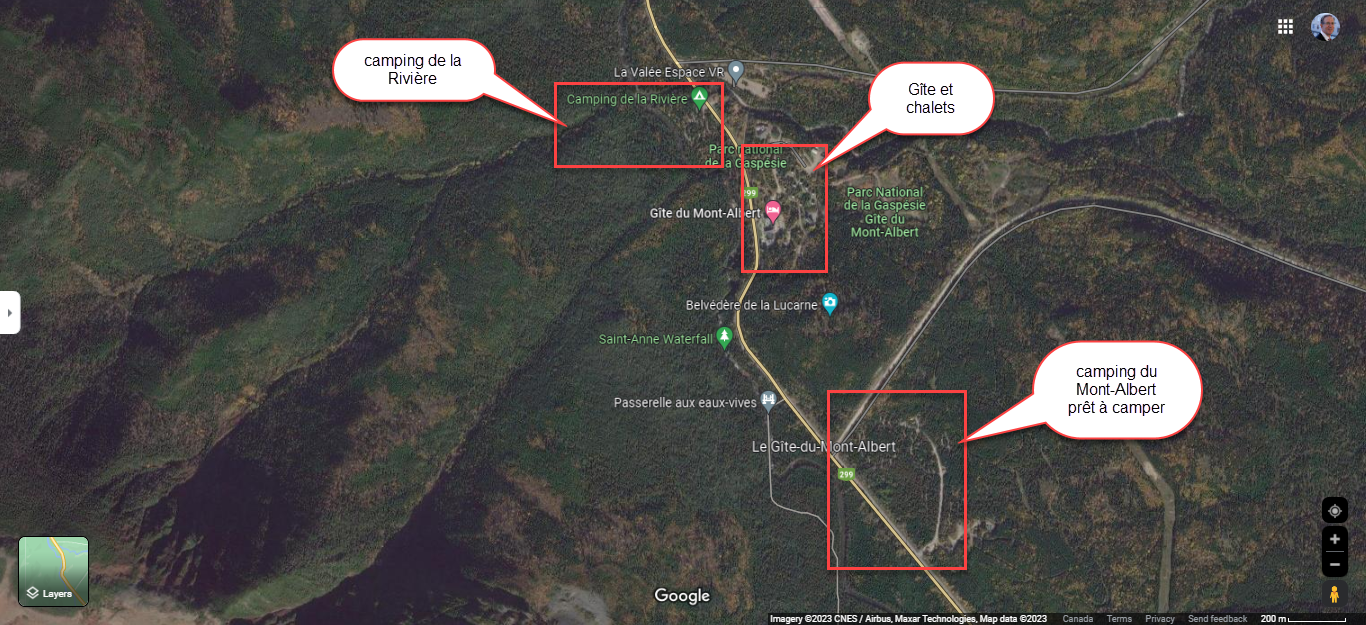 camping de la
Rivière
La Valée Espace VR
Camping de la Rivière
Gîte et
chalets
Parc National
de la Gaspésie
299
Gîte du Mont-Albert
Parc National
de la Gaspésie
Gîte du
Mont-Albert
Belvédère de la Lucarne
Saint-Anne Waterfall
camping du
Mont-Albert
prêt à camper
Passerelle aux eaux-vives
Le Gîte-du-Mont-Albert
299
Layers
Google
Imagery ©2023 CNES / Airbus, Maxar Technologies, Map data ©2023 Canada Terms Privacy Send feedback 200 m